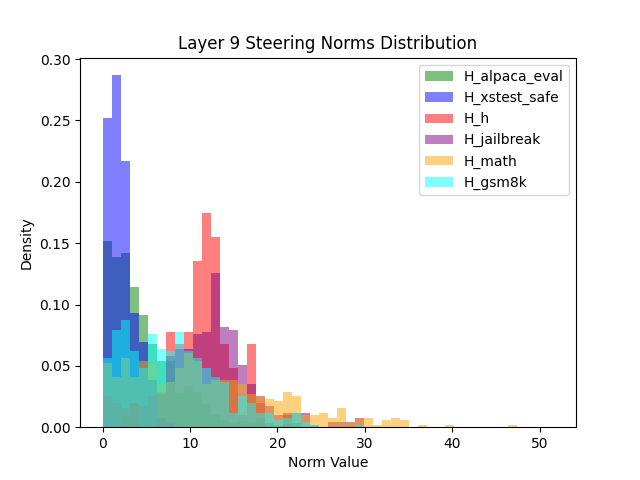 Layer 9 Steering Norms Distribution
0.30
0.25
0.20
0.15
0.10
0.05
0.00
Density
H_alpaca_eval
H_xstest_safe
H_h
H_jailbreak
H_math
H_gsm8k
0 10 20 30 40 50
Norm Value